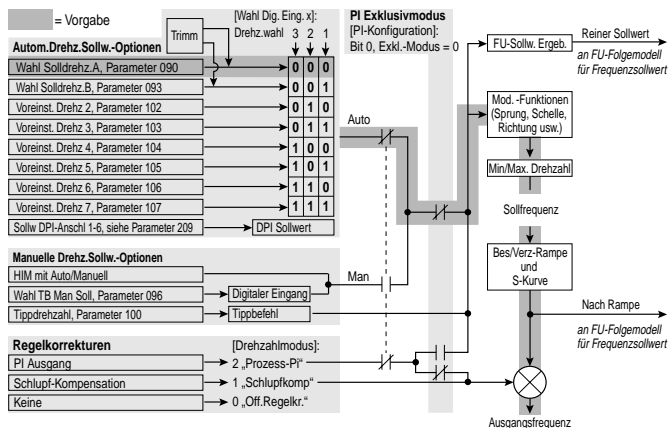 = Vorgabe
[Wahl Dig. Eing. x]:
Trimm
Drehz.wahl 3 2 1
PI Exklusivmodus
[PI-Konfiguration]:
Bit 0, Exkl.-Modus = 0
FU-Sollw. Ergeb.
Reiner Sollwert
an FU-Folgemodell
für Frequenzsollwert
Autom.Drehz.Sollw.-Optionen
Wahl Solldrehz.A, Parameter 090
0 0 0
Wahl Solldrehz.B, Parameter 093
0 0 1
Voreinst. Drehz 2, Parameter 102
0 1 0
Voreinst. Drehz 3, Parameter 103
0 1 1
Voreinst. Drehz 4, Parameter 104
1 0 0
Voreinst. Drehz 5, Parameter 105
1 0 1
Voreinst. Drehz 6, Parameter 106
1 1 0
Voreinst. Drehz 7, Parameter 107
1 1 1
Sollw DPI-Anschl 1-6, siehe Parameter 209
DPI Sollwert
Auto
Mod. -Funktionen
(Sprung, Schelle,
Richtung usw.)
Min/Max. Drehzahl
Sollfrequenz
Bes/Verz-Rampe
und
S-Kurve
Manuelle Drehz.Sollw.-Optionen
HIM mit Auto/Manuell
Wahl TB Man Soll, Parameter 096
Digitaler Eingang
Tippdrehzahl, Parameter 100
Tippbefehl
Man
Nach Rampe
an FU-Folgemodell
für Frequenzsollwert
Regelkorrekturen
[Drehzahlmodus]:
PI Ausgang
2 „Prozess-Pi“
Schlupf-Kompensation
1 „Schlupfkomp“
Keine
0 „Off.Regelkr.“
Ausgangsfrequenz